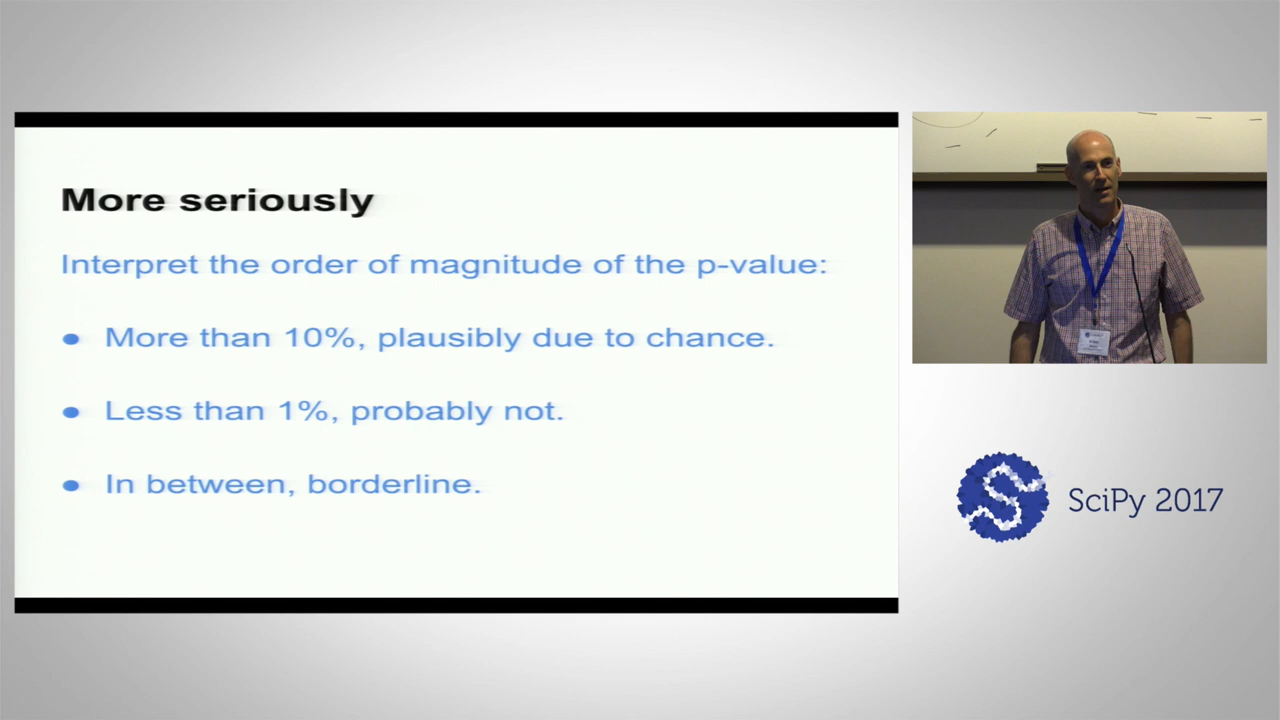 More seriously
Interpret the order of magnitude of the p-value:
● More than 10%, plausibly due to chance.
● Less than 1%, probably not.
● In between, borderline.
SciPy 2017